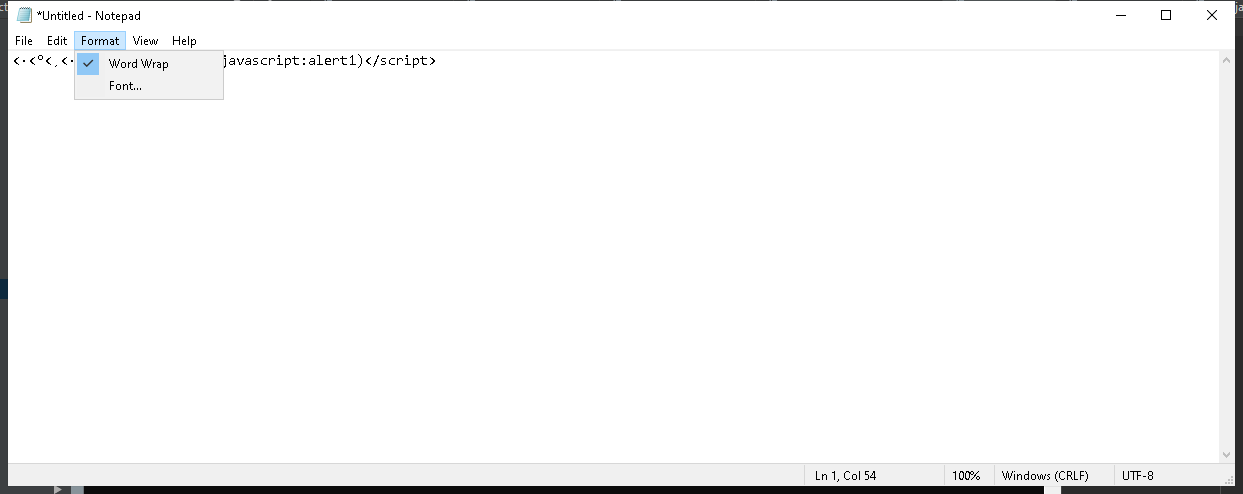 *Untitled - Notepad
File Edit Format View Help
<·<°<,<· javascript:alert1)</script>
Word Wrap
Font...
Ln 1, Col 54 100% Windows (CRLF) UTF-8